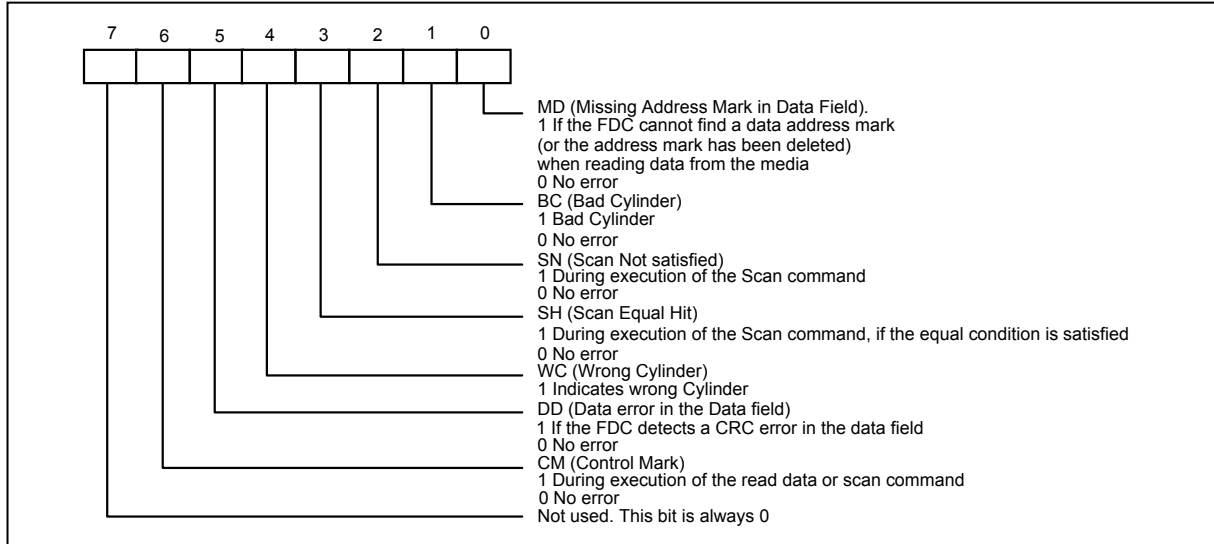 7 6 5 4 3 2 1 0
MD (Missing Address Mark in Data Field).
1 If the FDC cannot find a data address mark
(or the address mark has been deleted)
when reading data from the media
0 No error
BC (Bad Cylinder)
1 Bad Cylinder
0 No error
SN (Scan Not satisfied)
1 During execution of the Scan command
0 No error
SH (Scan Equal Hit)
1 During execution of the Scan command, if the equal condition is satisfied
0 No error
WC (Wrong Cylinder)
1 Indicates wrong Cylinder
DD (Data error in the Data field)
1 If the FDC detects a CRC error in the data field
0 No error
CM (Control Mark)
1 During execution of the read data or scan command
0 No error
Not used. This bit is always 0